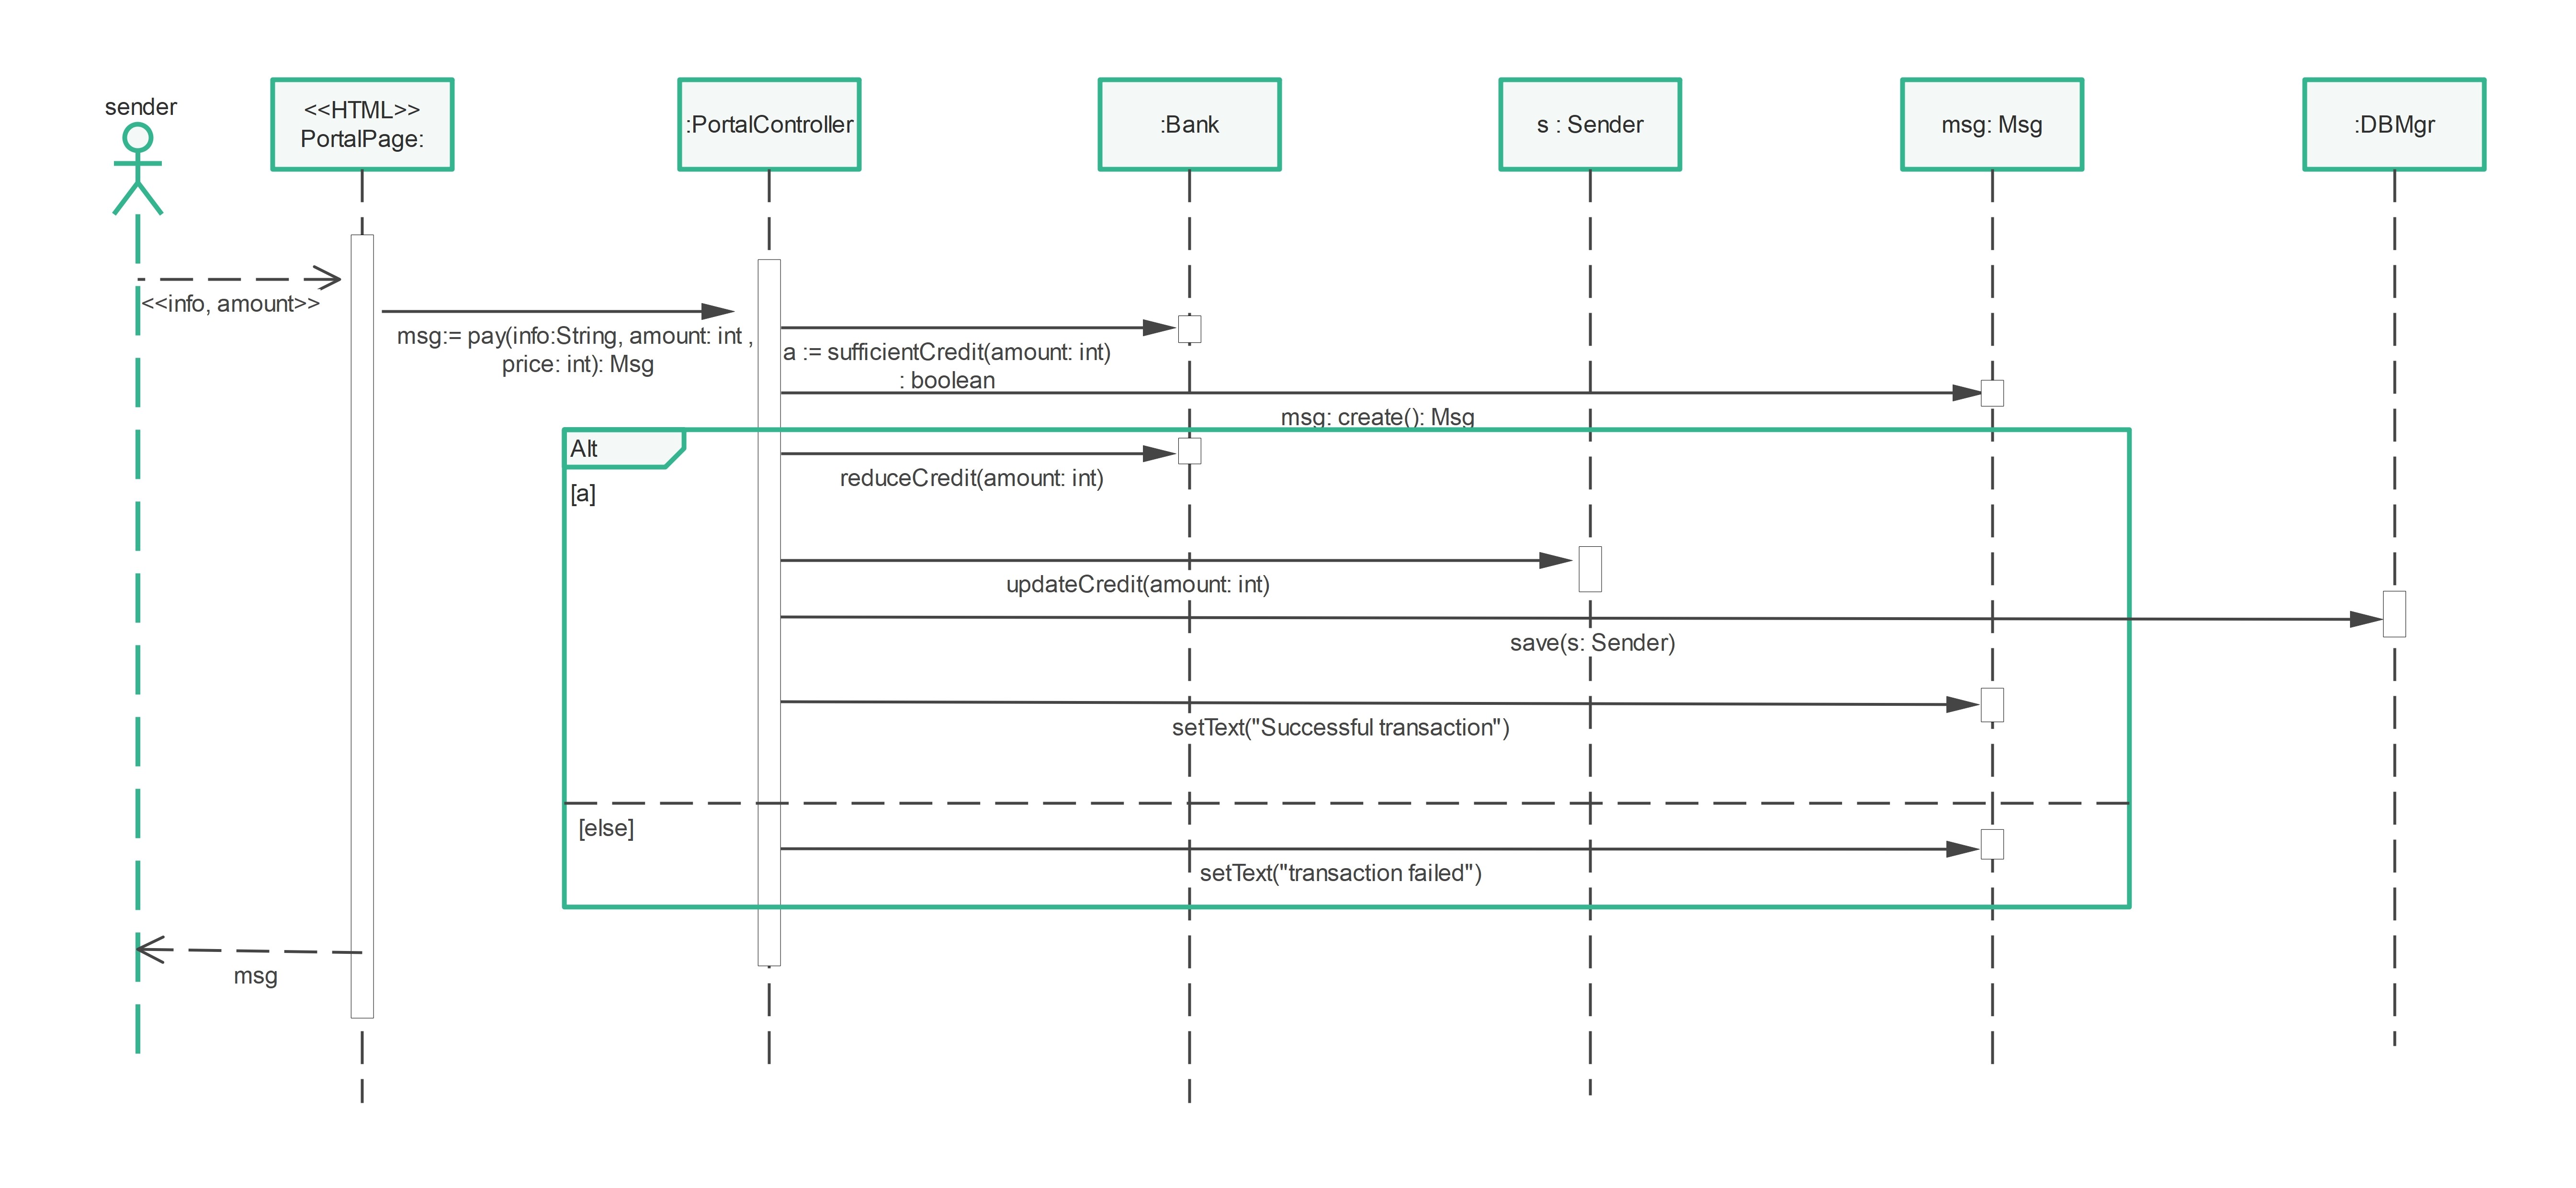 sender
<<HTML>>
PortalPage:
:PortalController
:Bank
s : Sender
msg: Msg
:DBMgr
<<info, amount>>
msg:= pay(info:String, amount: int ,
price: int): Msg
a := sufficientCredit(amount: int)
: boolean
msg: create(): Msg
Alt
reduceCredit(amount: int)
[a]
updateCredit(amount: int)
save(s: Sender)
setText("Successful transaction")
[else]
setText("transaction failed")
msg